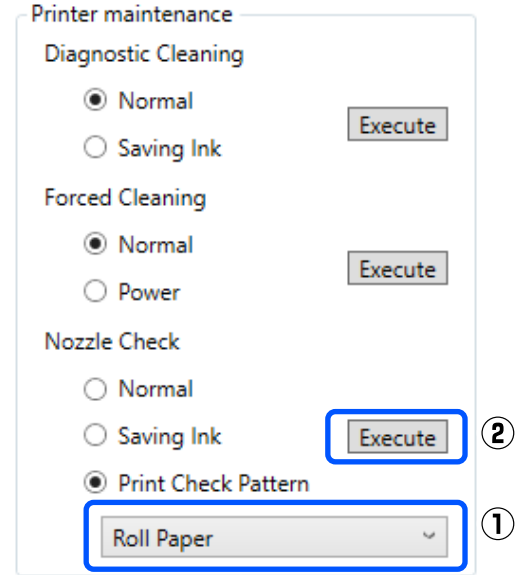 Printer maintenance
Diagnostic Cleaning
Normal
Execute
Saving Ink
Forced Cleaning
Normal
Execute
Power
Nozzle Check
Normal
Saving Ink
Execute
②
Print Check Pattern
Roll Paper
①